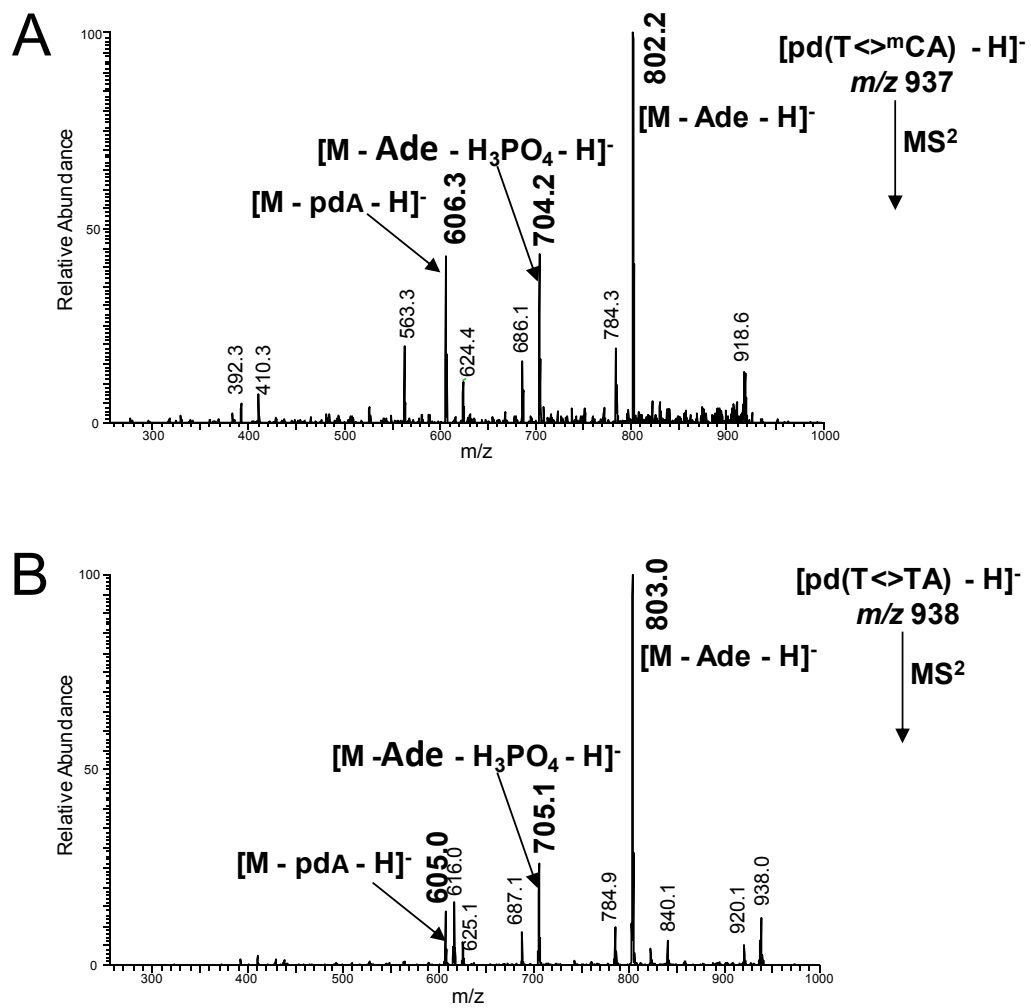 A
100
50
0
Relative Abundance
300 400 500 600 700 800 900 1000
m/z
[pd(T<>ᵐCA) - H]⁻
m/z 937
MS²
802.2
[M - Ade - H]⁻
[M - Ade - H₃PO₄ - H]⁻
[M - pdA - H]⁻
606.3
704.2
392.3
410.3
563.3
624.4
686.1
784.3
918.6
B
100
50
0
Relative Abundance
300 400 500 600 700 800 900 1000
m/z
[pd(T<>TA) - H]⁻
m/z 938
MS²
803.0
[M - Ade - H]⁻
[M -Ade - H₃PO₄ - H]⁻
[M - pdA - H]⁻
605.0
616.0
625.1
687.1
705.1
784.9
840.1
920.1
938.0